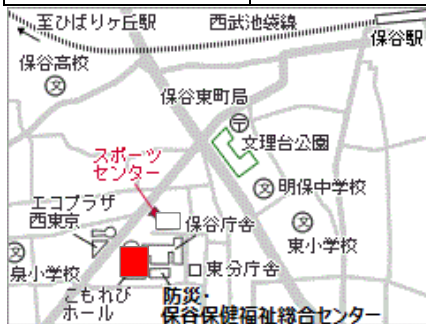 至ひばりヶ丘駅
西武池袋線
保谷駅
保谷高校
文
保谷東町局
〒
文理台公園
スポーツ
センター
文
明保中学校
エコプラザ
西東京
保谷庁舎
文
東小学校
文
泉小学校
東分庁舎
こもれび
ホール
防災・
保谷保健福祉総合センター